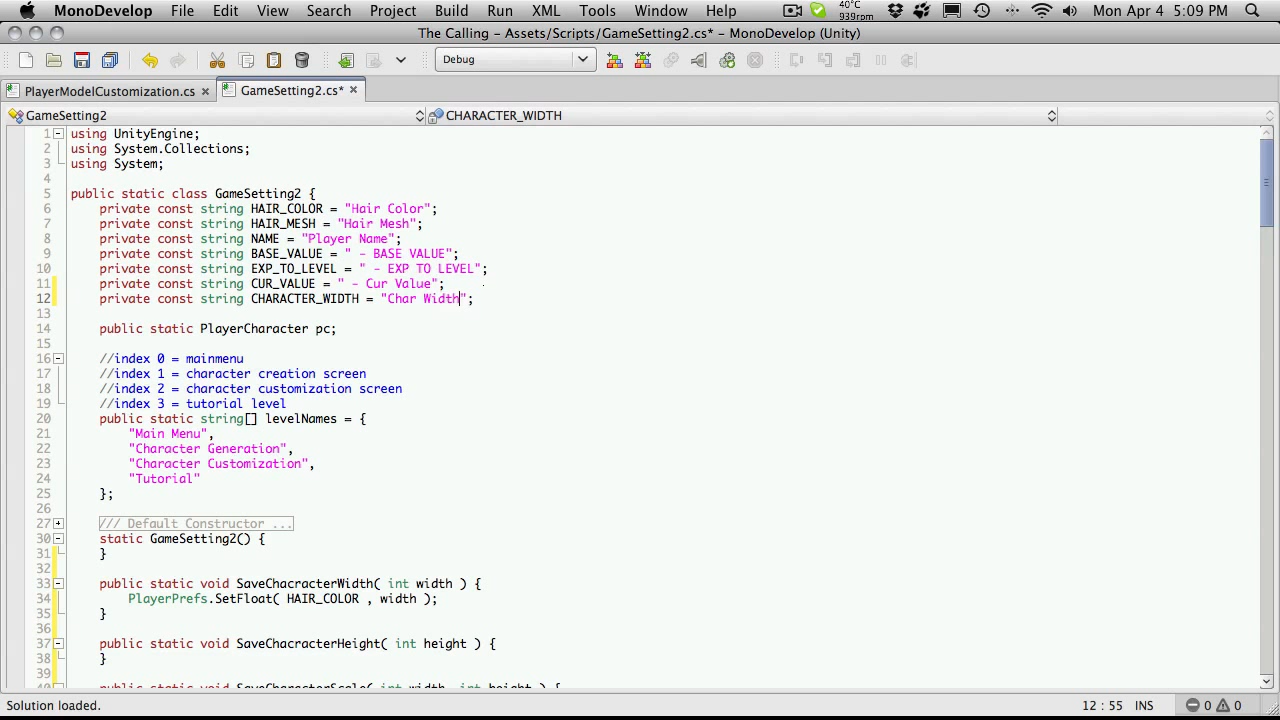 MonoDevelop File Edit View Search Project Build Run XML Tools Window Help 40°C 939rpm Mon Apr 4 5:09 PM
The Calling - Assets/Scripts/GameSetting2.cs* - MonoDevelop (Unity)
Debug
PlayerModelCustomization.cs GameSetting2.cs*
GameSetting2 CHARACTER_WIDTH
1 using UnityEngine;
2 using System.Collections;
3 using System;
4
5 public static class GameSetting2 {
6 private const string HAIR_COLOR = "Hair Color";
7 private const string HAIR_MESH = "Hair Mesh";
8 private const string NAME = "Player Name";
9 private const string BASE_VALUE = " - BASE VALUE";
10 private const string EXP_TO_LEVEL = " - EXP TO LEVEL";
11 private const string CUR_VALUE = " - Cur Value";
12 private const string CHARACTER_WIDTH = "Char Width";
13
14 public static PlayerCharacter pc;
15
16 //index 0 = mainmenu
17 //index 1 = character creation screen
18 //index 2 = character customization screen
19 //index 3 = tutorial level
20 public static string[] levelNames = {
21 "Main Menu",
22 "Character Generation",
23 "Character Customization",
24 "Tutorial"
25 };
26
27 /// Default Constructor ...
30 static GameSetting2() {
31 }
32
33 public static void SaveChacracterWidth( int width ) {
34 PlayerPrefs.SetFloat( HAIR_COLOR , width );
35 }
36
37 public static void SaveChacracterHeight( int height ) {
38 }
39
40 public static void SaveCharacterScale( int width, int height ) {
Solution loaded. 12 : 55 INS 0 0